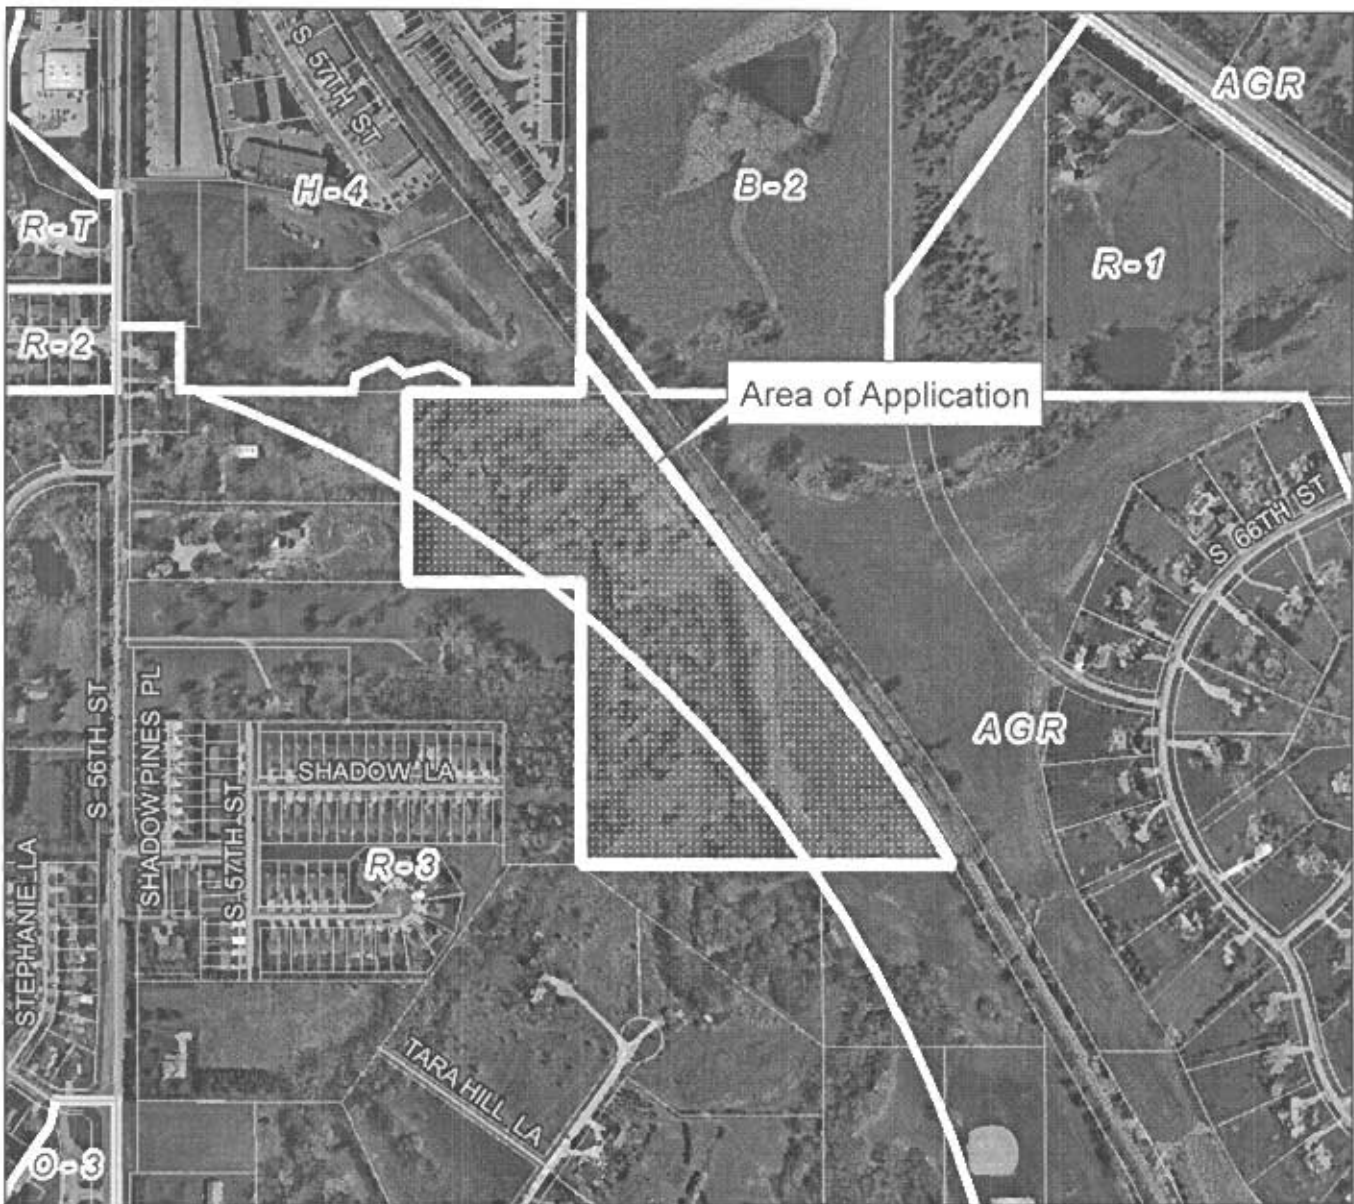 S 57TH ST
AGR
H-4
B-2
R-T
R-1
R-2
Area of Application
S 66TH ST
S 56TH ST
SHADOW PINES PL
AGR
SHADOW LA
S 57TH ST
R-3
STEPHANIE LA
TARA HILL LA
O-3